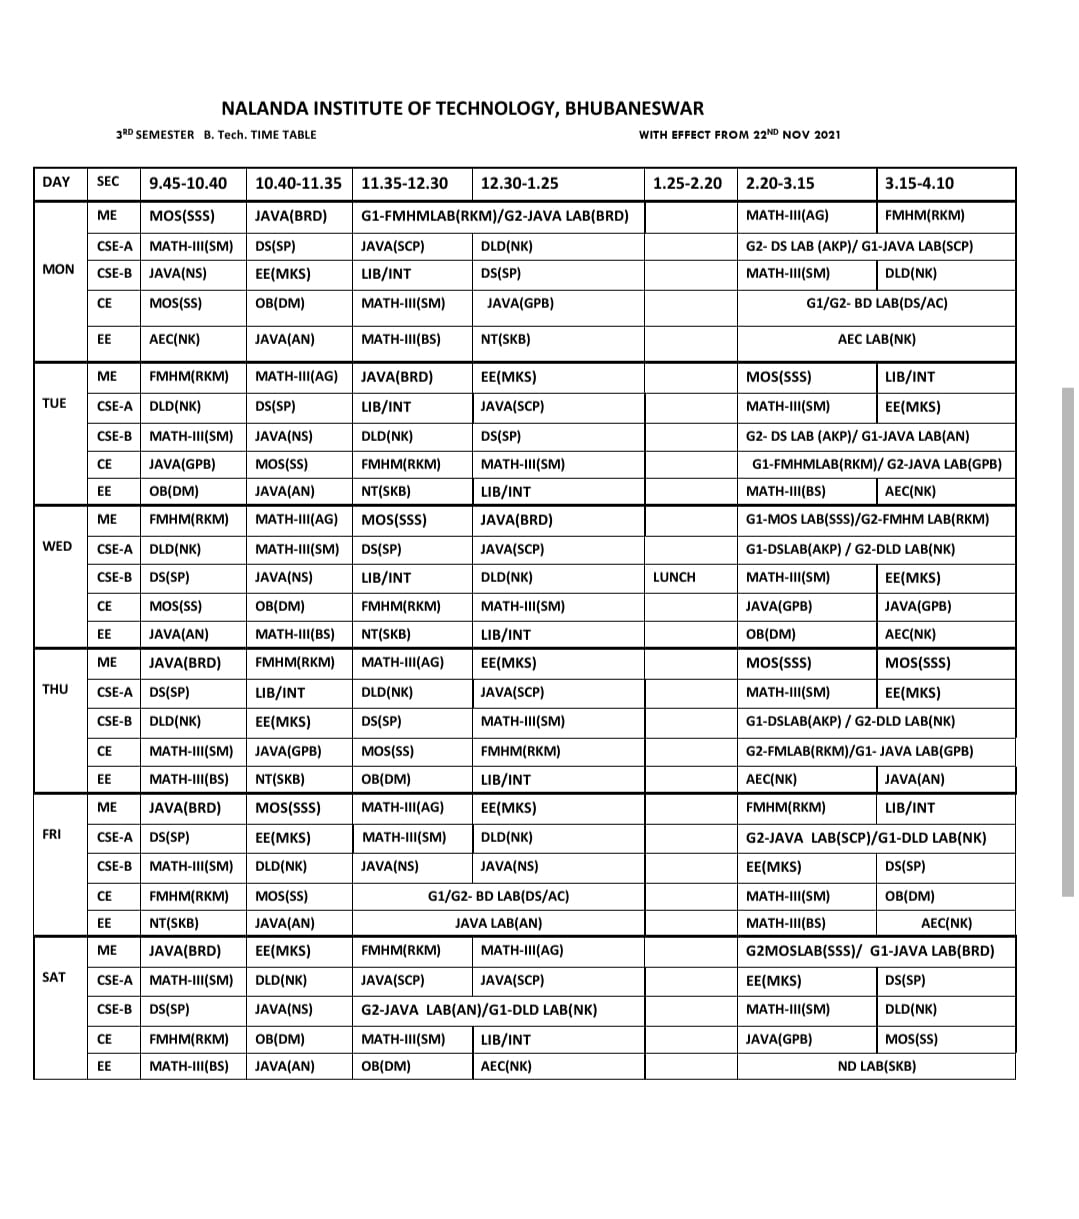 NALANDA INSTITUTE OF TECHNOLOGY, BHUBANESWAR
3RD SEMESTER B. Tech. TIME TABLE WITH EFFECT FROM 22ND NOV 2021
DAY SEC 9.45-10.40 10.40-11.35 11.35-12.30 12.30-1.25 1.25-2.20 2.20-3.15 3.15-4.10
ME MOS(SSS) JAVA(BRD) G1-FMHMLAB(RKM)/G2-JAVA LAB(BRD) MATH-III(AG) FMHM(RKM)
CSE-A MATH-III(SM) DS(SP) JAVA(SCP) DLD(NK) G2- DS LAB (AKP)/ G1-JAVA LAB(SCP)
MON CSE-B JAVA(NS) EE(MKS) LIB/INT DS(SP) MATH-III(SM) DLD(NK)
CE MOS(SS) OB(DM) MATH-III(SM) JAVA(GPB) G1/G2- BD LAB(DS/AC)
EE AEC(NK) JAVA(AN) MATH-III(BS) NT(SKB) AEC LAB(NK)
ME FMHM(RKM) MATH-III(AG) JAVA(BRD) EE(MKS) MOS(SSS) LIB/INT
TUE CSE-A DLD(NK) DS(SP) LIB/INT JAVA(SCP) MATH-III(SM) EE(MKS)
CSE-B MATH-III(SM) JAVA(NS) DLD(NK) DS(SP) G2- DS LAB (AKP)/ G1-JAVA LAB(AN)
CE JAVA(GPB) MOS(SS) FMHM(RKM) MATH-III(SM) G1-FMHMLAB(RKM)/ G2-JAVA LAB(GPB)
EE OB(DM) JAVA(AN) NT(SKB) LIB/INT MATH-III(BS) AEC(NK)
ME FMHM(RKM) MATH-III(AG) MOS(SSS) JAVA(BRD) G1-MOS LAB(SSS)/G2-FMHM LAB(RKM)
WED CSE-A DLD(NK) MATH-III(SM) DS(SP) JAVA(SCP) G1-DSLAB(AKP) / G2-DLD LAB(NK)
CSE-B DS(SP) JAVA(NS) LIB/INT DLD(NK) LUNCH MATH-III(SM) EE(MKS)
CE MOS(SS) OB(DM) FMHM(RKM) MATH-III(SM) JAVA(GPB) JAVA(GPB)
EE JAVA(AN) MATH-III(BS) NT(SKB) LIB/INT OB(DM) AEC(NK)
ME JAVA(BRD) FMHM(RKM) MATH-III(AG) EE(MKS) MOS(SSS) MOS(SSS)
THU CSE-A DS(SP) LIB/INT DLD(NK) JAVA(SCP) MATH-III(SM) EE(MKS)
CSE-B DLD(NK) EE(MKS) DS(SP) MATH-III(SM) G1-DSLAB(AKP) / G2-DLD LAB(NK)
CE MATH-III(SM) JAVA(GPB) MOS(SS) FMHM(RKM) G2-FMLAB(RKM)/G1- JAVA LAB(GPB)
EE MATH-III(BS) NT(SKB) OB(DM) LIB/INT AEC(NK) JAVA(AN)
ME JAVA(BRD) MOS(SSS) MATH-III(AG) EE(MKS) FMHM(RKM) LIB/INT
FRI CSE-A DS(SP) EE(MKS) MATH-III(SM) DLD(NK) G2-JAVA LAB(SCP)/G1-DLD LAB(NK)
CSE-B MATH-III(SM) DLD(NK) JAVA(NS) JAVA(NS) EE(MKS) DS(SP)
CE FMHM(RKM) MOS(SS) G1/G2- BD LAB(DS/AC) MATH-III(SM) OB(DM)
EE NT(SKB) JAVA(AN) JAVA LAB(AN) MATH-III(BS) AEC(NK)
ME JAVA(BRD) EE(MKS) FMHM(RKM) MATH-III(AG) G2MOSLAB(SSS)/ G1-JAVA LAB(BRD)
SAT CSE-A MATH-III(SM) DLD(NK) JAVA(SCP) JAVA(SCP) EE(MKS) DS(SP)
CSE-B DS(SP) JAVA(NS) G2-JAVA LAB(AN)/G1-DLD LAB(NK) MATH-III(SM) DLD(NK)
CE FMHM(RKM) OB(DM) MATH-III(SM) LIB/INT JAVA(GPB) MOS(SS)
EE MATH-III(BS) JAVA(AN) OB(DM) AEC(NK) ND LAB(SKB)